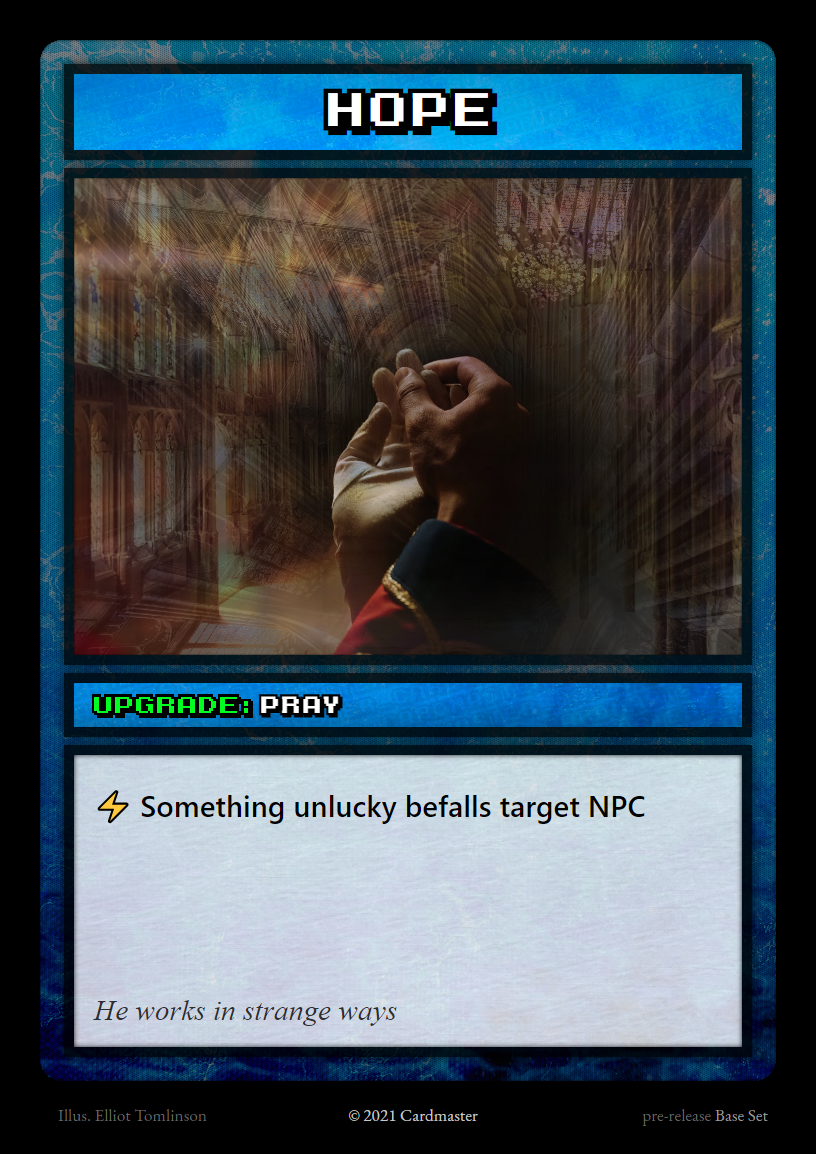 HOPE
UPGRADE: PRAY
⚡ Something unlucky befalls target NPC
He works in strange ways
Illus. Elliot Tomlinson
© 2021 Cardmaster
pre-release Base Set